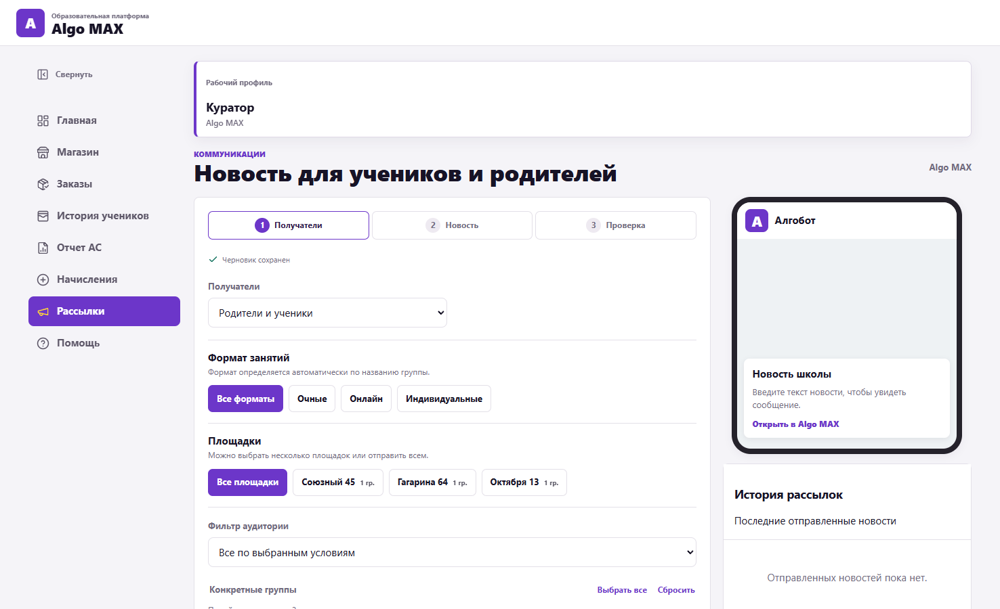 A
Образовательная платформа
Algo MAX
Свернуть
Главная
Магазин
Заказы
История учеников
Отчет АС
Начисления
Рассылки
Помощь
Рабочий профиль
Куратор
Algo MAX
КОММУНИКАЦИИ
Новость для учеников и родителей
Algo MAX
1 Получатели
2 Новость
3 Проверка
Черновик сохранен
Получатели
Родители и ученики
Формат занятий
Формат определяется автоматически по названию группы.
Все форматы
Очные
Онлайн
Индивидуальные
Площадки
Можно выбрать несколько площадок или отправить всем.
Все площадки
Союзный 45 1 гр.
Гагарина 64 1 гр.
Октября 13 1 гр.
Фильтр аудитории
Все по выбранным условиям
Конкретные группы
Выбрать все
Сбросить
A
Алгобот
Новость школы
Введите текст новости, чтобы увидеть
сообщение.
Открыть в Algo MAX
История рассылок
Последние отправленные новости
Отправленных новостей пока нет.